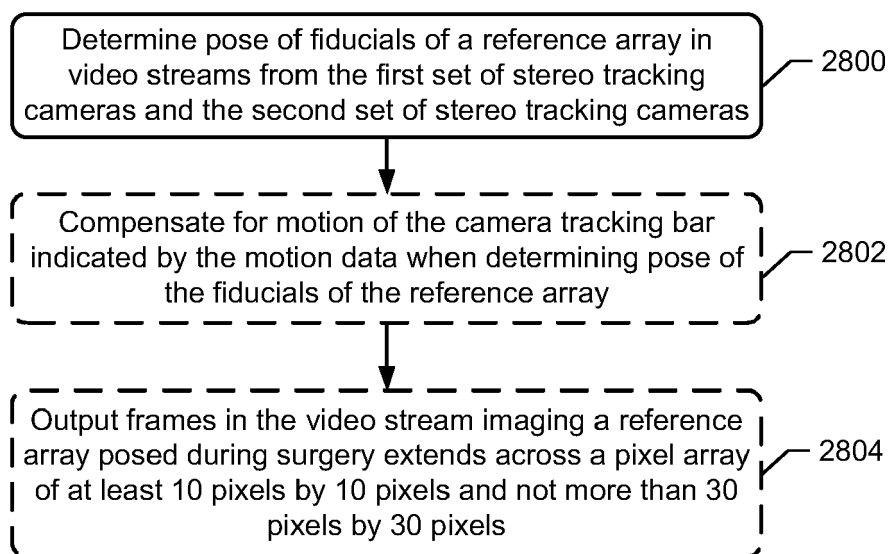 Determine pose of fiducials of a reference array in
video streams from the first set of stereo tracking
cameras and the second set of stereo tracking cameras
2800
Compensate for motion of the camera tracking bar
indicated by the motion data when determining pose of
the fiducials of the reference array
2802
Output frames in the video stream imaging a reference
array posed during surgery extends across a pixel array
of at least 10 pixels by 10 pixels and not more than 30
pixels by 30 pixels
2804